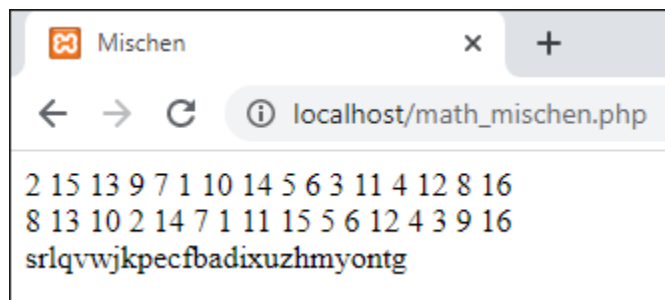 Mischen
localhost/math_mischen.php
2 15 13 9 7 1 10 14 5 6 3 11 4 12 8 16
8 13 10 2 14 7 1 11 15 5 6 12 4 3 9 16
srlqvwjkpecfbadixuzhmyontg